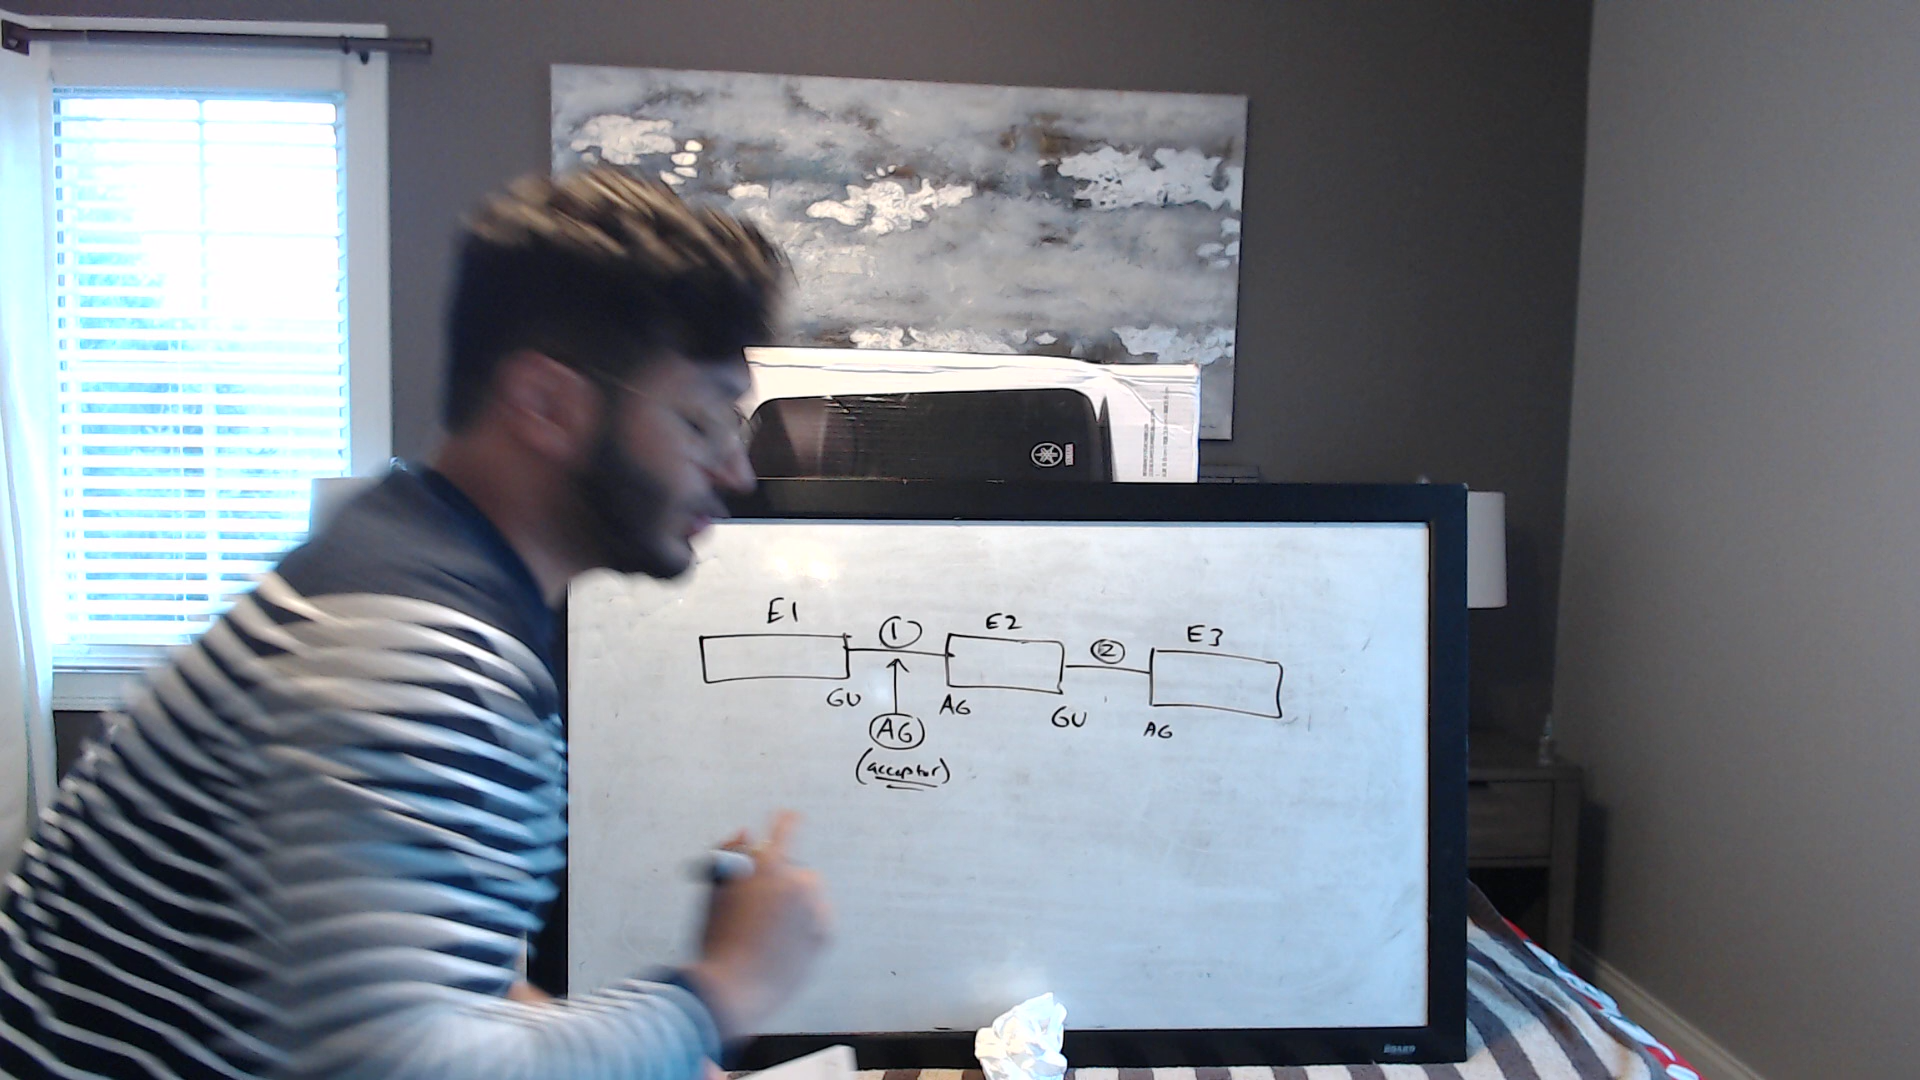 E1 ① E2 ② E3
GU AG GU AG
AG
(acceptor)